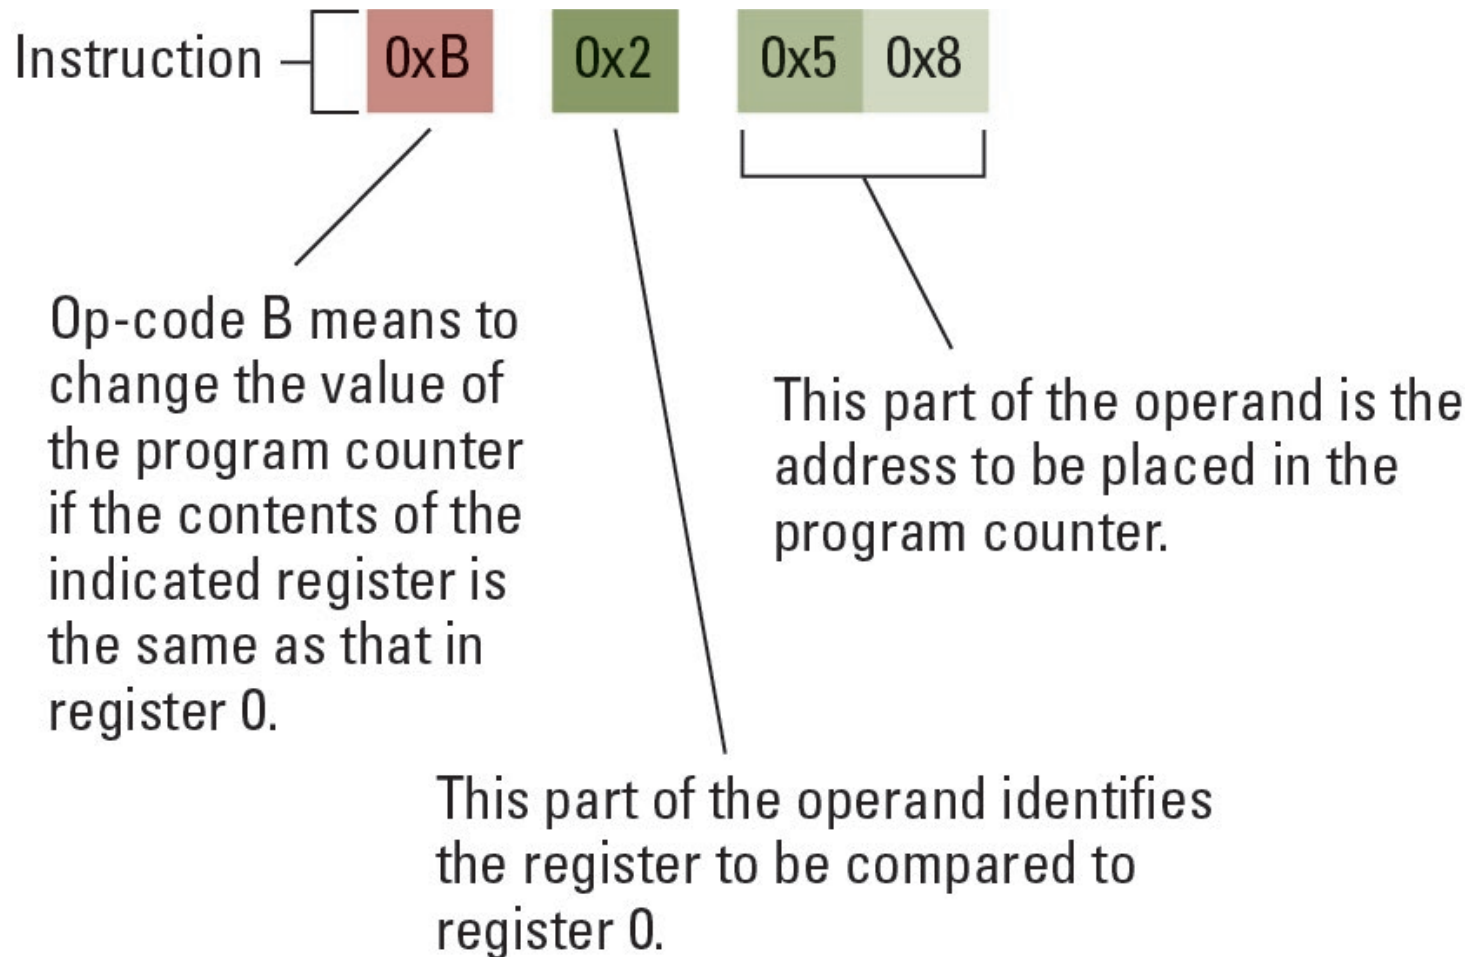 Instruction
0xB 0x2 0x5 0x8
Op-code B means to
change the value of
the program counter
if the contents of the
indicated register is
the same as that in
register 0.
This part of the operand is the
address to be placed in the
program counter.
This part of the operand identifies
the register to be compared to
register 0.